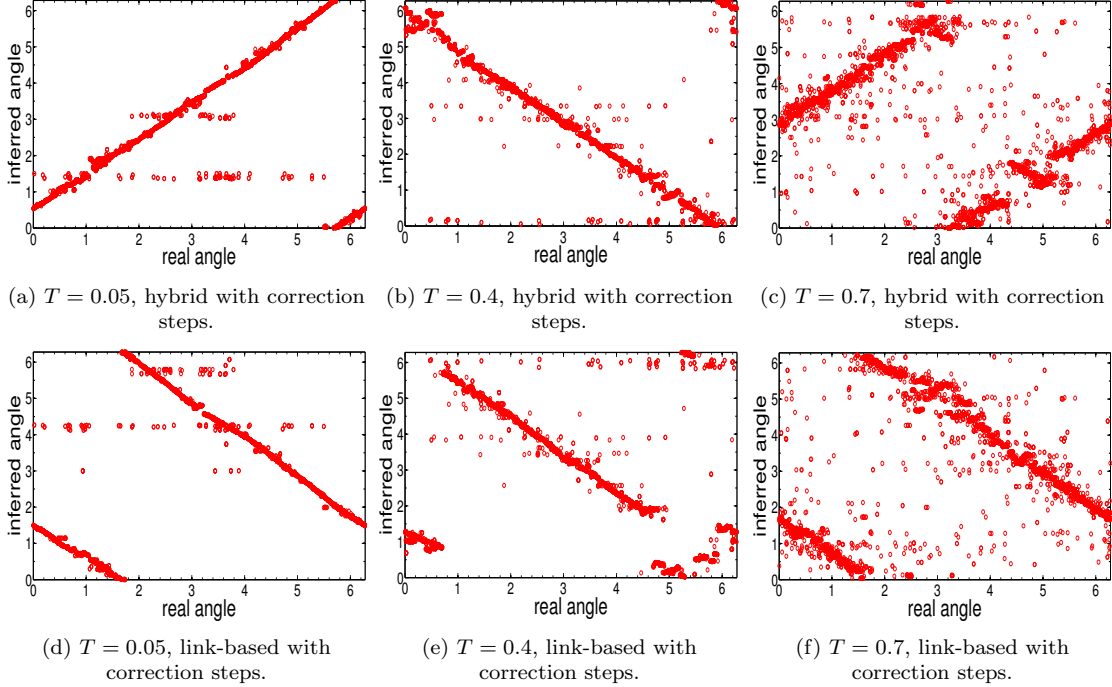 inferred angle
6
5
4
3
2
1
0
0 1 2 3 4 5 6
real angle
(a) T = 0.05, hybrid with correction
steps.
inferred angle
6
5
4
3
2
1
0
0 1 2 3 4 5 6
real angle
(b) T = 0.4, hybrid with correction
steps.
inferred angle
6
5
4
3
2
1
0
0 1 2 3 4 5 6
real angle
(c) T = 0.7, hybrid with correction
steps.
inferred angle
6
5
4
3
2
1
0
0 1 2 3 4 5 6
real angle
(d) T = 0.05, link-based with
correction steps.
inferred angle
6
5
4
3
2
1
0
0 1 2 3 4 5 6
real angle
(e) T = 0.4, link-based with
correction steps.
inferred angle
6
5
4
3
2
1
0
0 1 2 3 4 5 6
real angle
(f) T = 0.7, link-based with
correction steps.